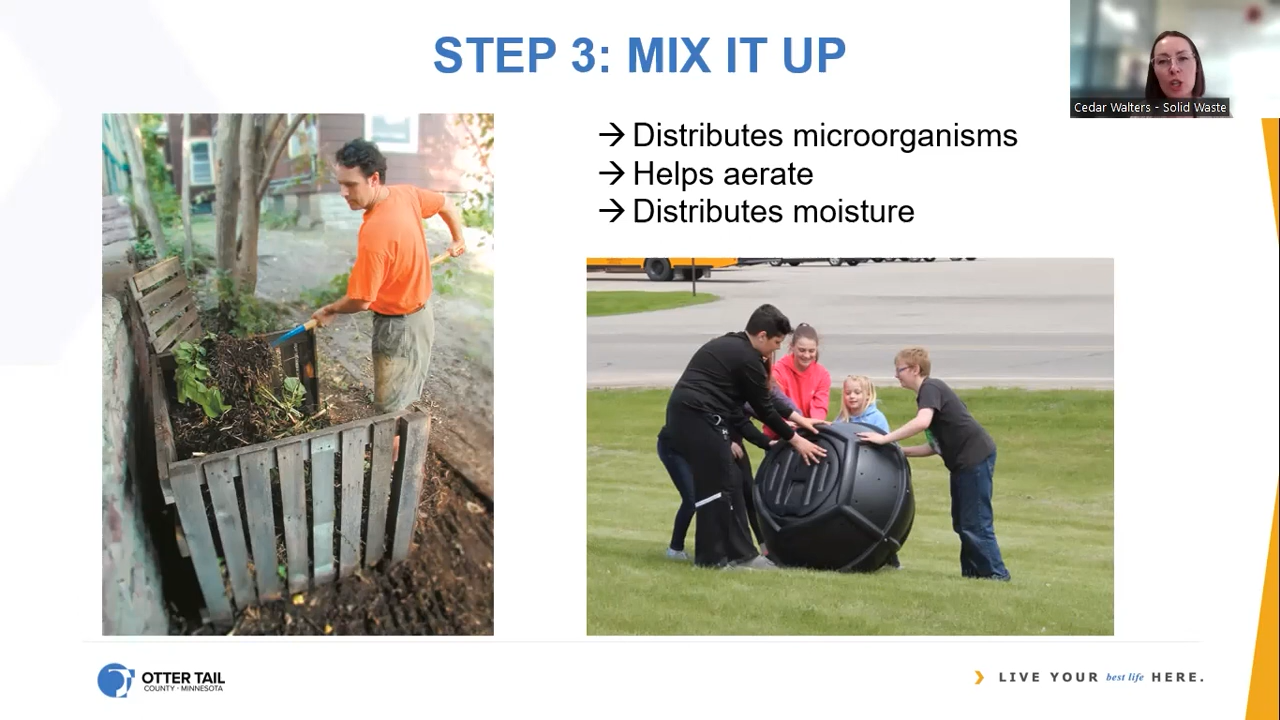 STEP 3: MIX IT UP
Cedar Walters - Solid Waste
→ Distributes microorganisms
→ Helps aerate
→ Distributes moisture
OTTER TAIL
COUNTY · MINNESOTA
LIVE YOUR best life HERE.